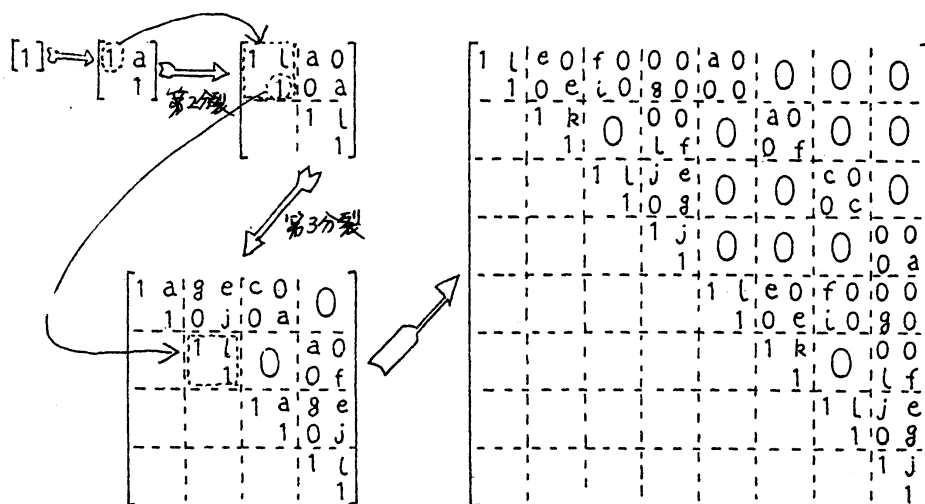 [1]
1 a
1
第2分裂
1 l a 0
1 0 a
1 l
1
第3分裂
1 a g e c 0 0
1 0 j 0 a
1 l 0 a 0
1 0 f
1 a g e
1 0 j
1 l
1
1 l e 0 f 0 0 0 a 0 0 0 0
1 0 e i 0 g 0 0 0
1 k 0 0 0 0 a 0 0 0
1 l f 0 f
1 l j e 0 0 c 0 0
1 0 g 0 c
1 j 0 0 0 0 0
1 0 a
1 l e 0 f 0 0 0
1 0 e i 0 g 0
1 k 0 0 0
1 l f
1 l j e
1 0 g
1 j
1